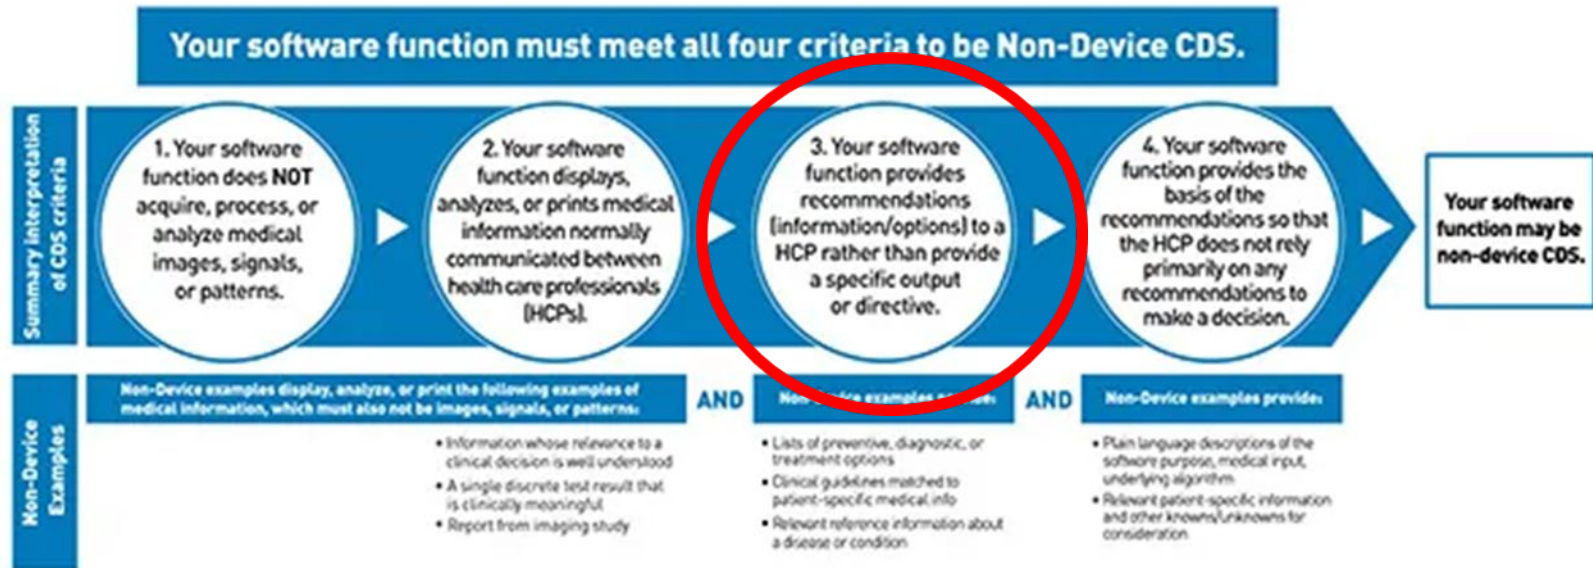 Your software function must meet all four criteria to be Non-Device CDS.
Summary interpretation
of CDS criteria
1. Your software
function does NOT
acquire, process, or
analyze medical
images, signals,
or patterns.
2. Your software
function displays,
analyzes, or prints medical
information normally
communicated between
health care professionals
(HCPs).
3. Your software
function provides
recommendations
(information/options) to a
HCP rather than provide
a specific output
or directive.
4. Your software
function provides the
basis of the
recommendations so that
the HCP does not rely
primarily on any
recommendations to
make a decision.
Your software
function may be
non-device CDS.
Non-Device
Examples
Non-Device examples display, analyze, or print the following examples of
medical information, which must also not be images, signals, or patterns:
• Information whose relevance to a
clinical decision is well understood
• A single discrete test result that
is clinically meaningful
• Report from imaging study
AND
Non-Device examples provide:
• Lists of preventive, diagnostic, or
treatment options
• Clinical guidelines matched to
patient-specific medical info
• Relevant reference information about
a disease or condition
AND
Non-Device examples provide:
• Plain language descriptions of the
software purpose, medical input,
underlying algorithm
• Relevant patient-specific information
and other knowns/unknowns for
consideration